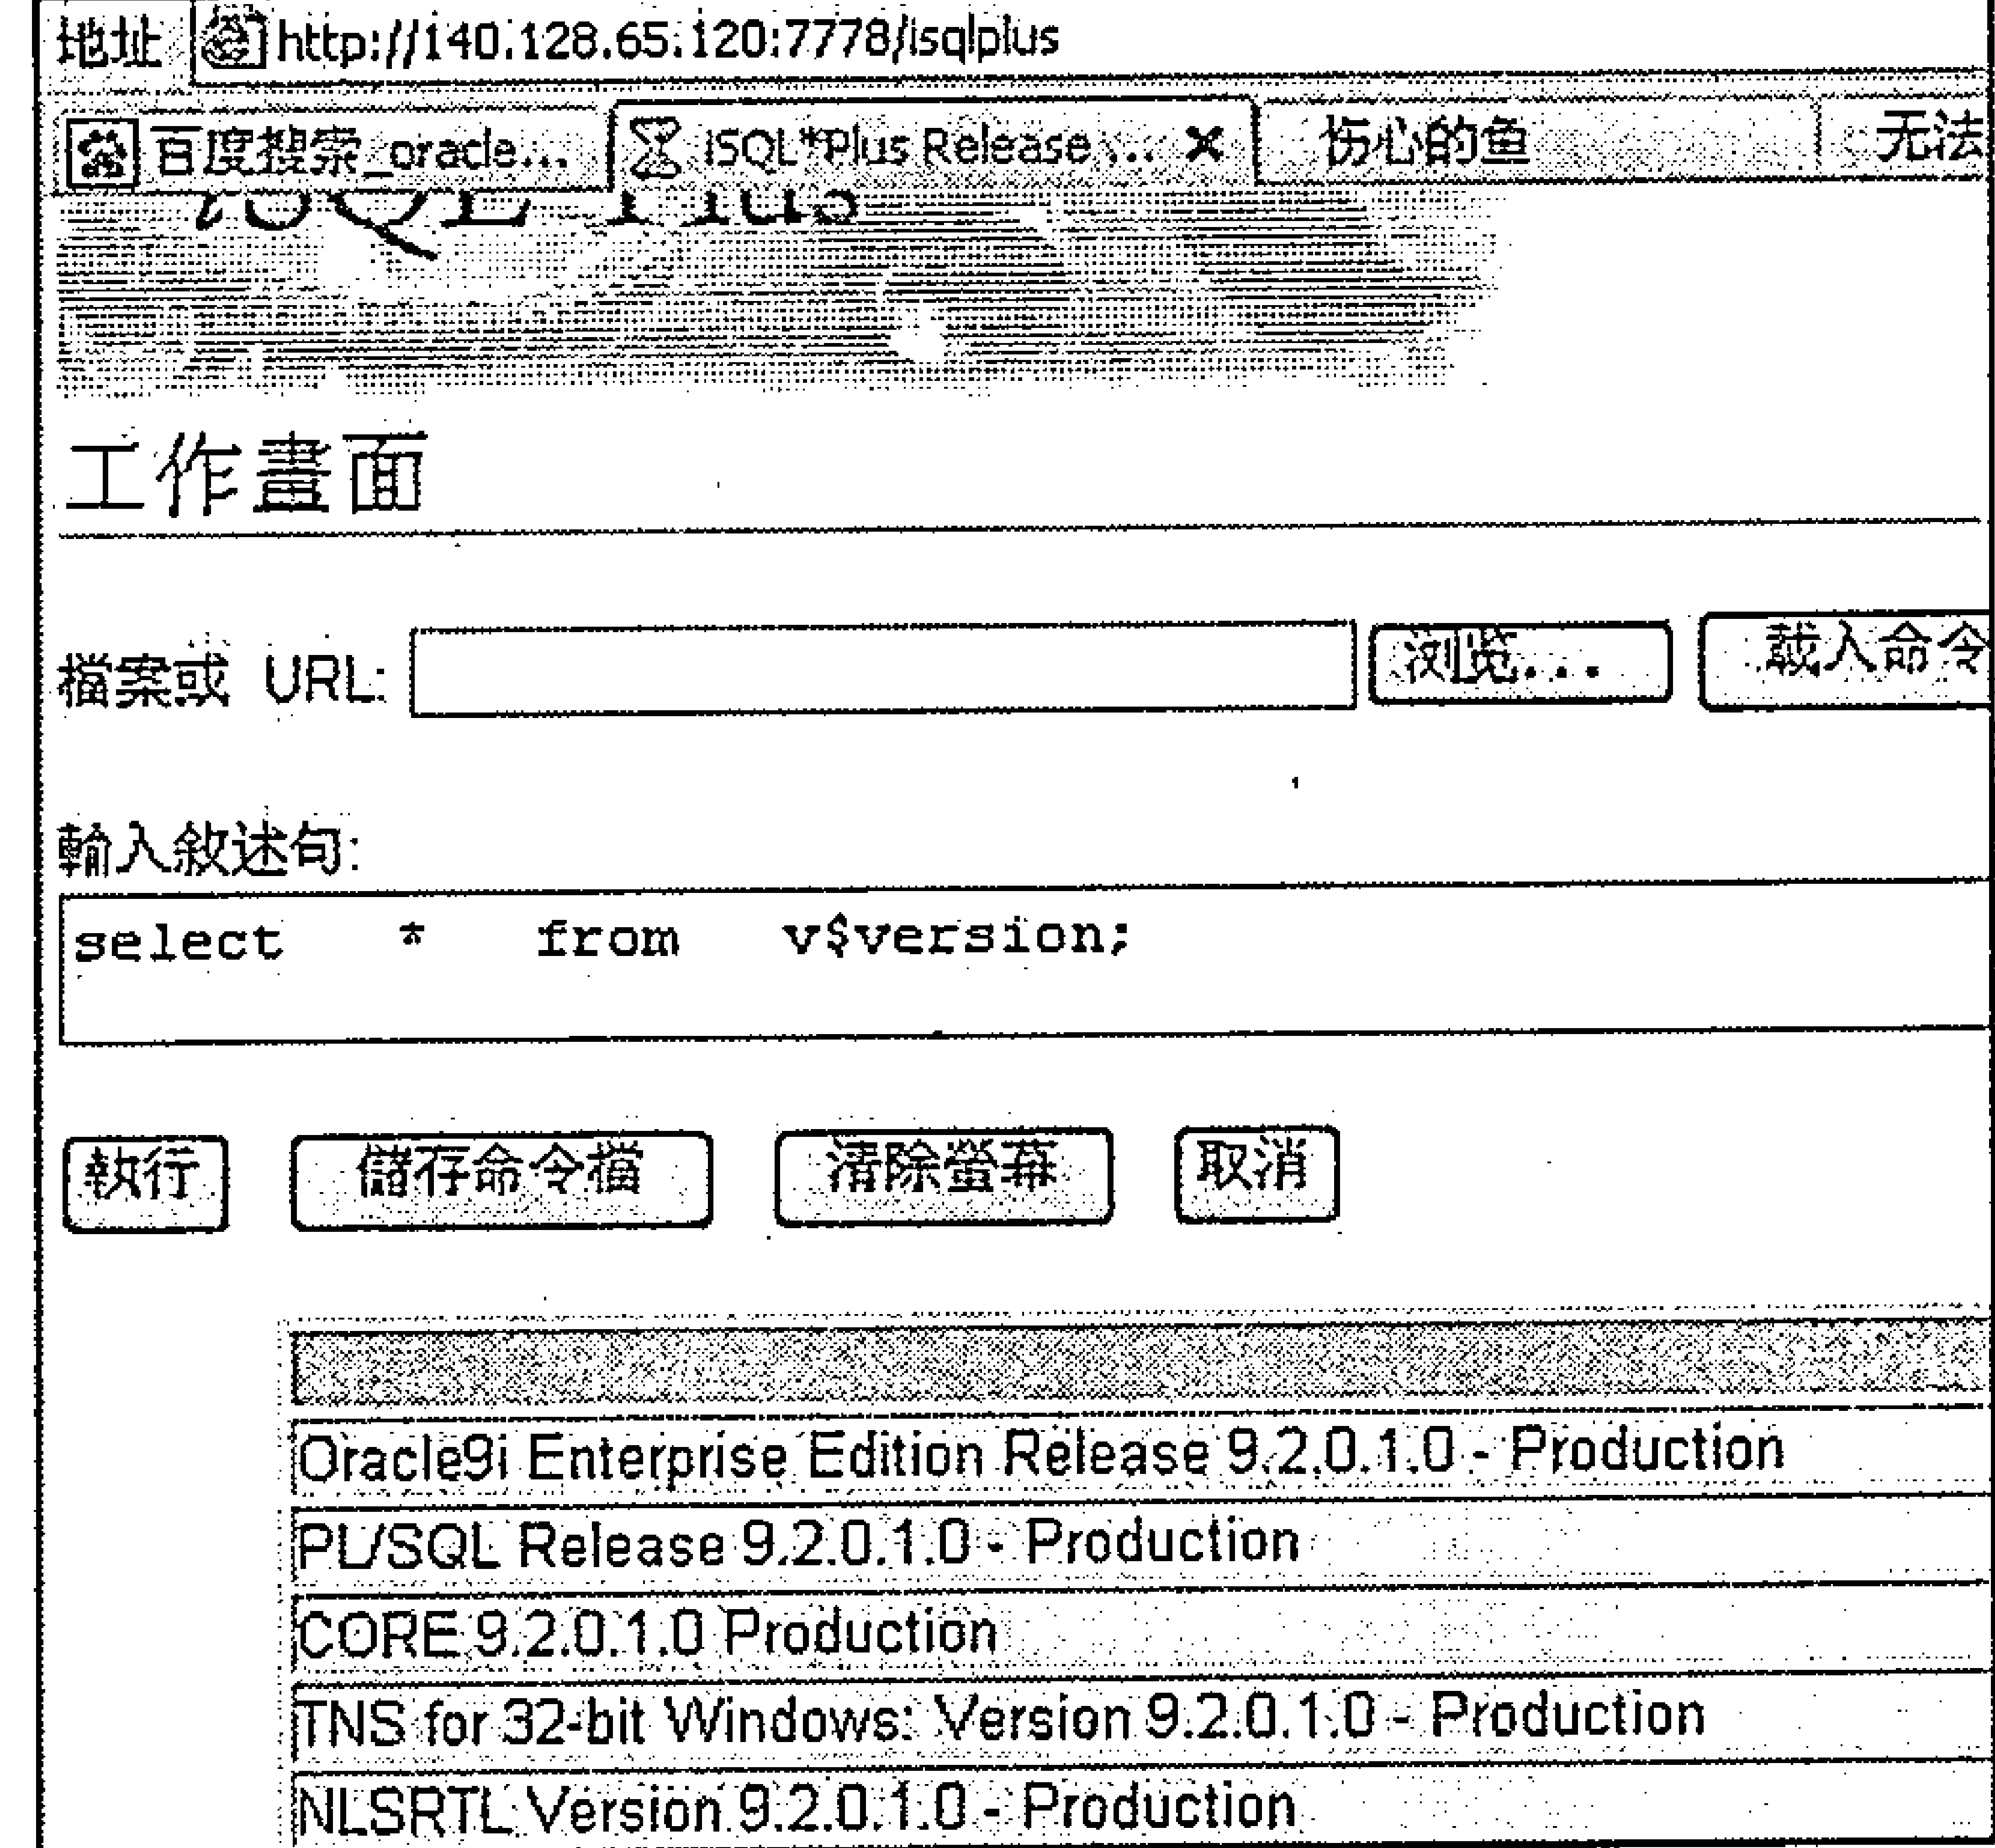 地址 http://140.128.65.120:7778/isqlplus
百度搜索_oracle... iSQL*Plus Release ... × 伤心的鱼 无法
iSQL*Plus
工作畫面
檔案或 URL: 浏览... 載入命令
輸入敘述句:
select * from v$version;
執行 儲存命令檔 清除螢幕 取消
Oracle9i Enterprise Edition Release 9.2.0.1.0 - Production
PL/SQL Release 9.2.0.1.0 - Production
CORE 9.2.0.1.0 Production
TNS for 32-bit Windows: Version 9.2.0.1.0 - Production
NLSRTL Version 9.2.0.1.0 - Production